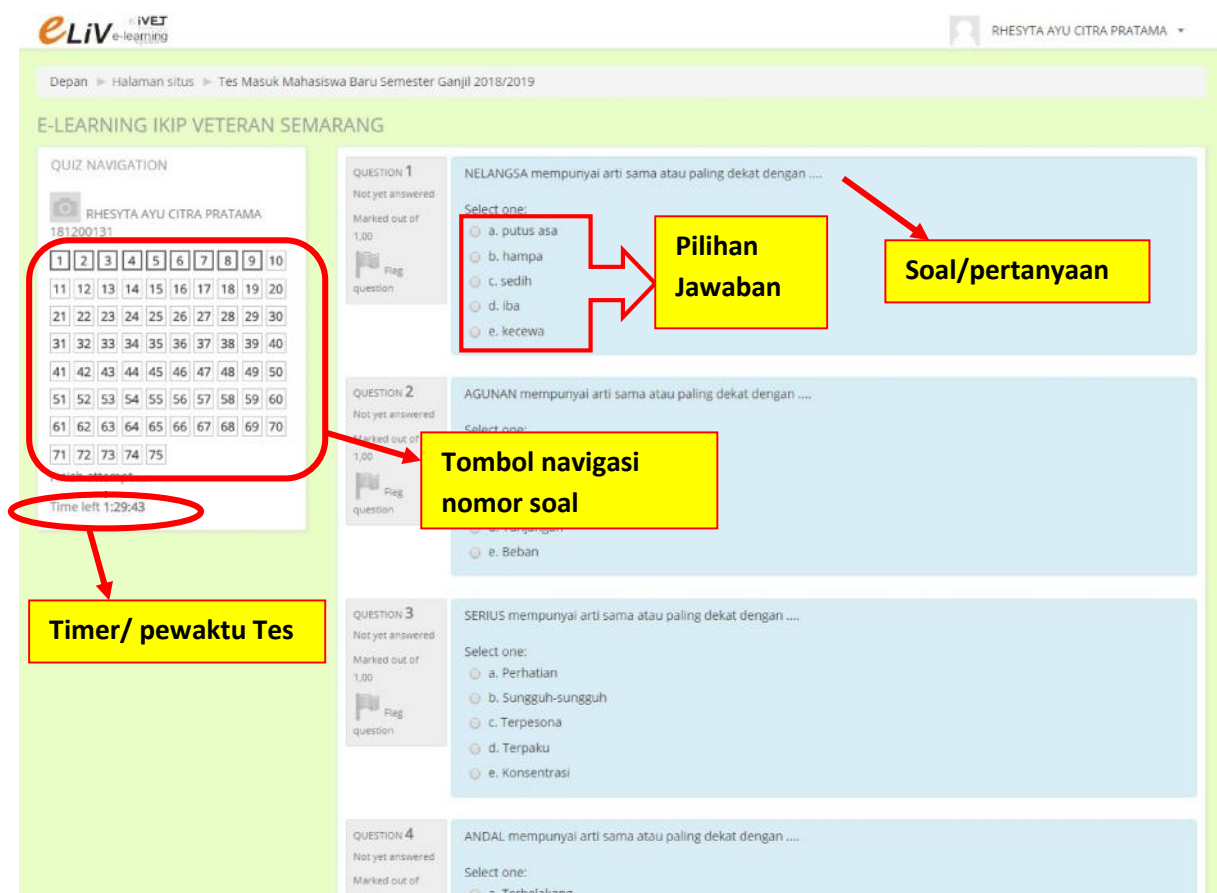 eLiV iVET
e-learning
RHESYTA AYU CITRA PRATAMA
Depan Halaman situs Tes Masuk Mahasiswa Baru Semester Ganjil 2018/2019
E-LEARNING IKIP VETERAN SEMARANG
QUIZ NAVIGATION
RHESYTA AYU CITRA PRATAMA
181200131
1 2 3 4 5 6 7 8 9 10
11 12 13 14 15 16 17 18 19 20
21 22 23 24 25 26 27 28 29 30
31 32 33 34 35 36 37 38 39 40
41 42 43 44 45 46 47 48 49 50
51 52 53 54 55 56 57 58 59 60
61 62 63 64 65 66 67 68 69 70
71 72 73 74 75
Finish attempt
Time left 1:29:43
Timer/ pewaktu Tes
Tombol navigasi
nomor soal
QUESTION 1
Not yet answered
Marked out of
1,00
Flag
question
NELANGSA mempunyai arti sama atau paling dekat dengan ....
Select one:
a. putus asa
b. hampa
c. sedih
d. iba
e. kecewa
Pilihan
Jawaban
Soal/pertanyaan
QUESTION 2
Not yet answered
Marked out of
1,00
Flag
question
AGUNAN mempunyai arti sama atau paling dekat dengan ....
Select one:
e. Beban
QUESTION 3
Not yet answered
Marked out of
1,00
Flag
question
SERIUS mempunyai arti sama atau paling dekat dengan ....
Select one:
a. Perhatian
b. Sungguh-sungguh
c. Terpesona
d. Terpaku
e. Konsentrasi
QUESTION 4
Not yet answered
Marked out of
ANDAL mempunyai arti sama atau paling dekat dengan ....
Select one:
a. Terbelakang